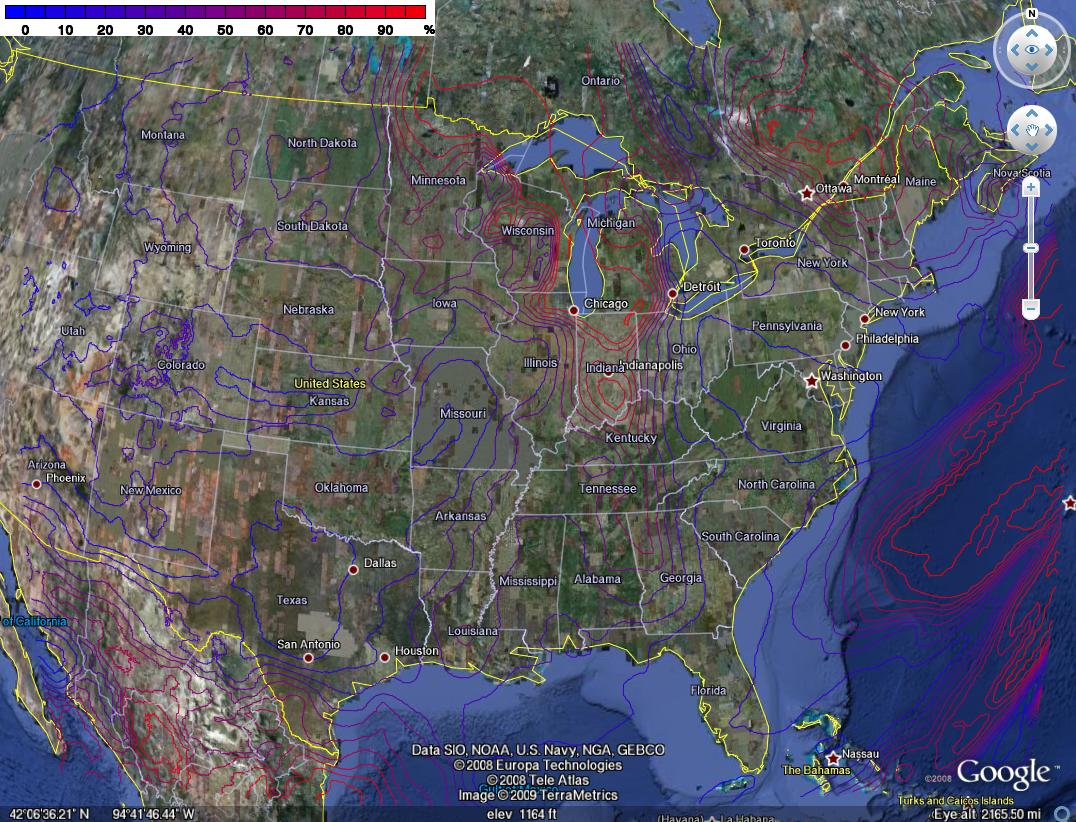 0 10 20 30 40 50 60 70 80 90 %
N
Ontario
Montana
North Dakota
Minnesota
Ottawa
Montréal
Maine
Nova Scotia
South Dakota
Wisconsin
Michigan
Wyoming
Toronto
New York
Iowa
Chicago
Detroit
Nebraska
New York
Utah
Colorado
Illinois
Indiana
Indianapolis
Ohio
Pennsylvania
Philadelphia
United States
Kansas
Washington
Missouri
Kentucky
Virginia
Arizona
Phoenix
New Mexico
Oklahoma
Tennessee
North Carolina
Arkansas
South Carolina
Dallas
Mississippi
Alabama
Georgia
Texas
of California
Louisiana
San Antonio
Houston
Florida
Data SIO, NOAA, U.S. Navy, NGA, GEBCO
©2008 Europa Technologies
©2008 Tele Atlas
Image ©2009 TerraMetrics
Nassau
The Bahamas
©2008 Google™
Turks and Caicos Islands
42°06'36.21" N 94°41'46.44" W
elev 1164 ft
(Havana)
La Habana
Eye alt 2165.50 mi